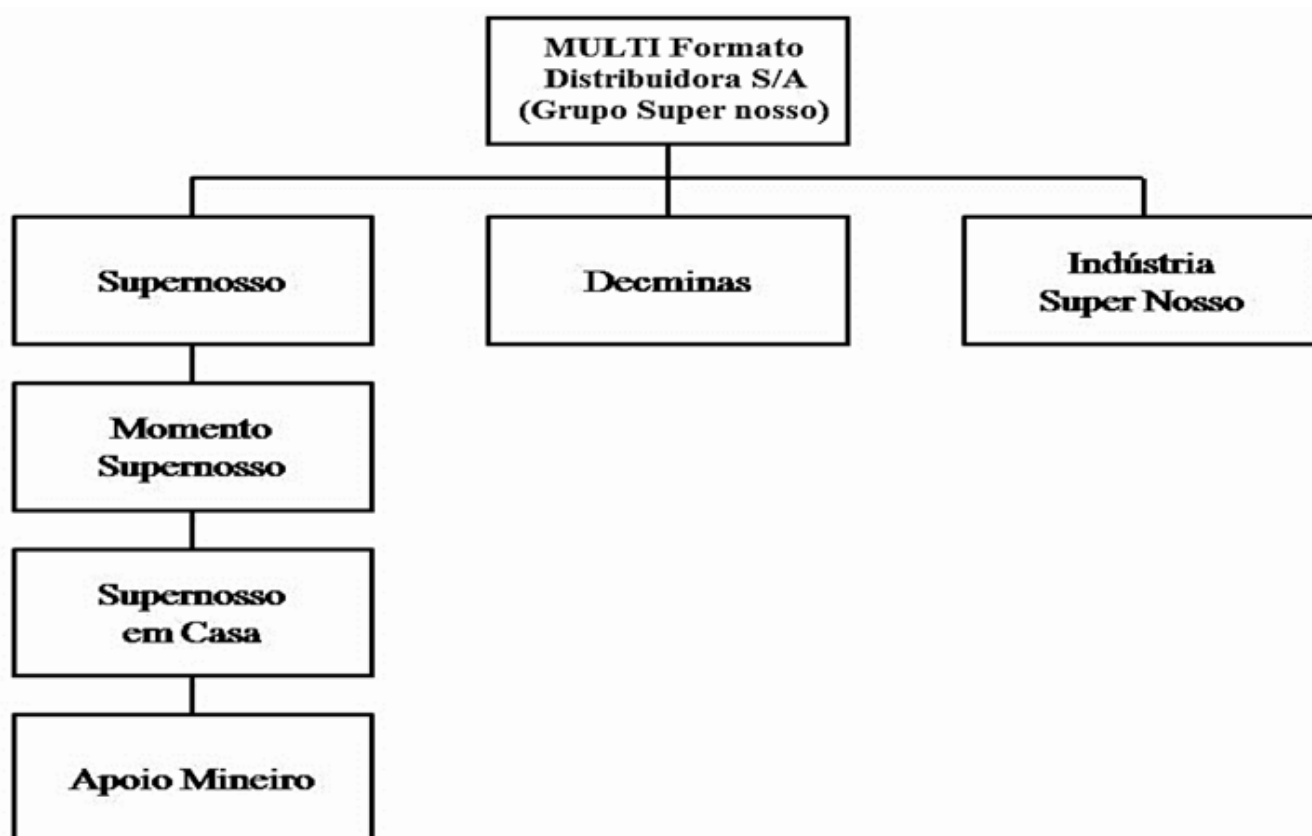 MULTI Formato
Distribuidora S/A
(Grupo Super nosso)
Supernosso
Decminas
Indústria
Super Nosso
Momento
Supernosso
Supernosso
em Casa
Apoio Mineiro